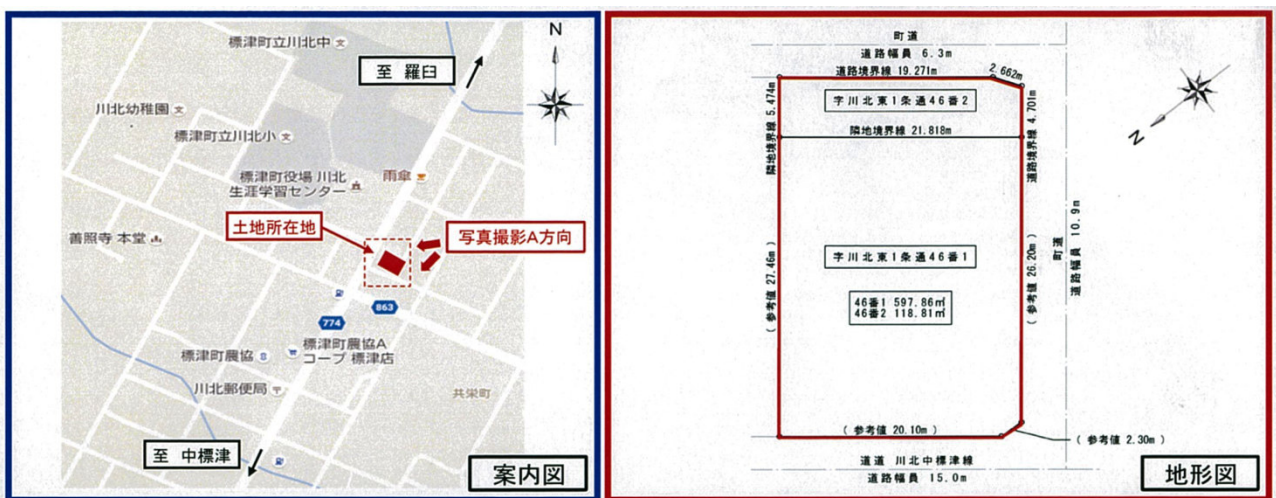 標津町立川北中
至 羅臼
N
川北幼稚園
標津町立川北小
標津町役場 川北
生涯学習センター
雨傘
土地所在地
写真撮影A方向
善照寺 本堂
863
774
標津町農協A
コープ 標津店
標津町農協
川北郵便局
共栄町
至 中標津
案内図
町道
道路幅員 6.3m
道路境界線 19.271m
2.662m
字川北東1条通46番2
隣地境界線 5.474m
道路境界線 4.701m
隣地境界線 21.818m
N
字川北東1条通46番1
46番1 597.86㎡
46番2 118.81㎡
( 参考値 27.46m )
( 参考値 26.20m )
町道
道路幅員 10.9m
( 参考値 20.10m )
( 参考値 2.30m )
道道 川北中標津線
道路幅員 15.0m
地形図